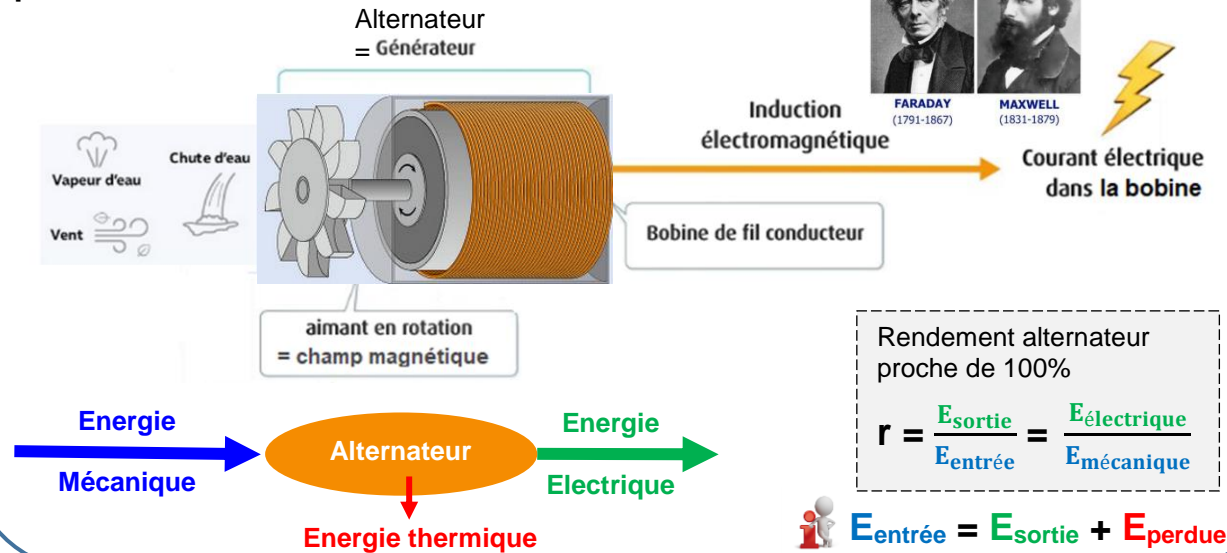 Alternateur
= Générateur
FARADAY
(1791-1867)
MAXWELL
(1831-1879)
Vapeur d'eau
Chute d'eau
Vent
Induction
électromagnétique
Courant électrique
dans la bobine
Bobine de fil conducteur
aimant en rotation
= champ magnétique
Energie
Mécanique
Alternateur
Energie
Electrique
Energie thermique
Rendement alternateur
proche de 100%
r = Esortie / Eentrée = Eélectrique / Emécanique
Eentrée = Esortie + Eperdue